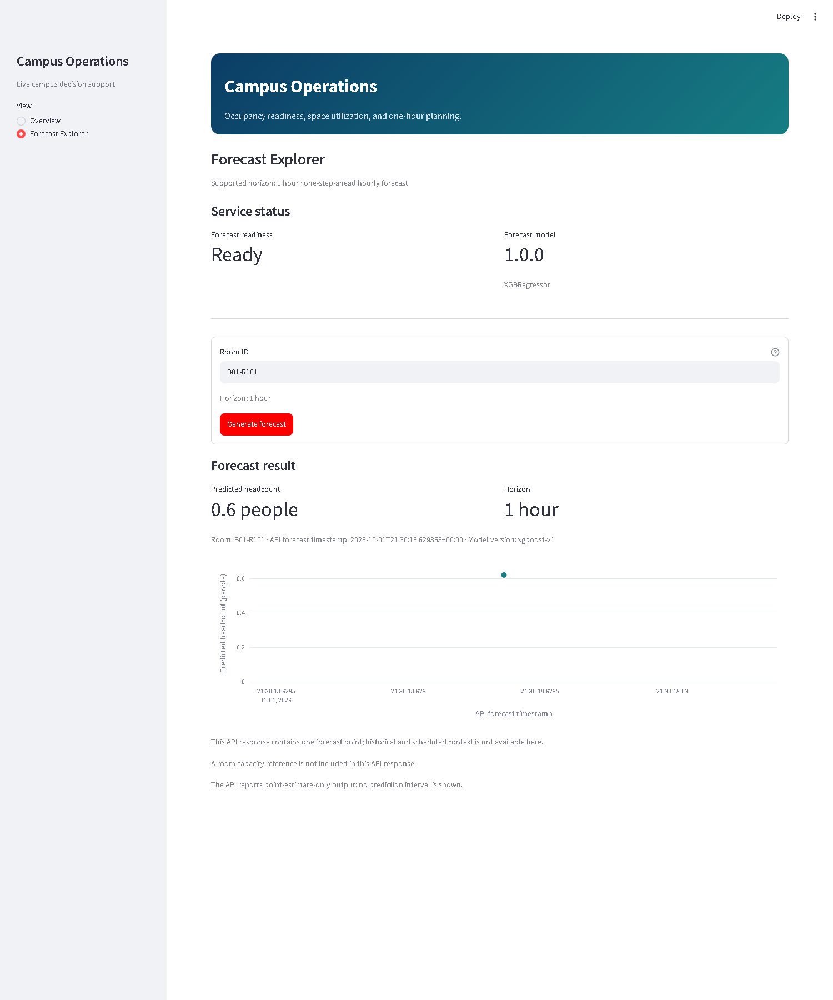 Deploy
Campus Operations
Live campus decision support
View
Overview
Forecast Explorer
Campus Operations
Occupancy readiness, space utilization, and one-hour planning.
Forecast Explorer
Supported horizon: 1 hour · one-step-ahead hourly forecast
Service status
Forecast readiness
Ready
Forecast model
1.0.0
XGBRegressor
Room ID
B01-R101
Horizon: 1 hour
Generate forecast
Forecast result
Predicted headcount
0.6 people
Horizon
1 hour
Room: B01-R101 · API forecast timestamp: 2026-10-01T21:30:18.629363+00:00 · Model version: xgboost-v1
Predicted headcount (people)
0.6
0.4
0.2
0
21:30:18.6285
Oct 1, 2026
21:30:18.629
21:30:18.6295
21:30:18.63
API forecast timestamp
This API response contains one forecast point; historical and scheduled context is not available here.
A room capacity reference is not included in this API response.
The API reports point-estimate-only output; no prediction interval is shown.